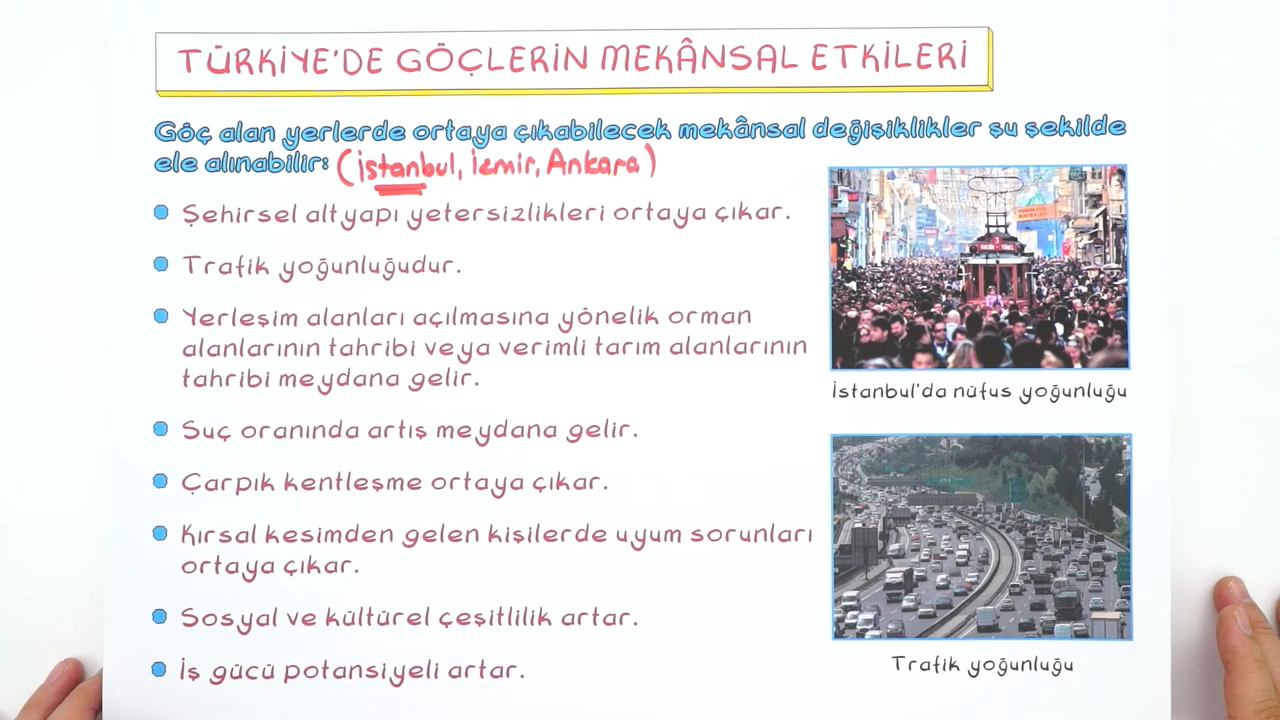 TÜRKİYE'DE GÖÇLERİN MEKÂNSAL ETKİLERİ
Göç alan yerlerde ortaya çıkabilecek mekânsal değişiklikler şu şekilde
ele alınabilir: (İstanbul, İzmir, Ankara)
Şehirsel altyapı yetersizlikleri ortaya çıkar.
Trafik yoğunluğudur.
Yerleşim alanları açılmasına yönelik orman
alanlarının tahribi veya verimli tarım alanlarının
tahribi meydana gelir.
Suç oranında artış meydana gelir.
Çarpık kentleşme ortaya çıkar.
Kırsal kesimden gelen kişilerde uyum sorunları
ortaya çıkar.
Sosyal ve kültürel çeşitlilik artar.
İş gücü potansiyeli artar.
İstanbul'da nüfus yoğunluğu
Trafik yoğunluğu